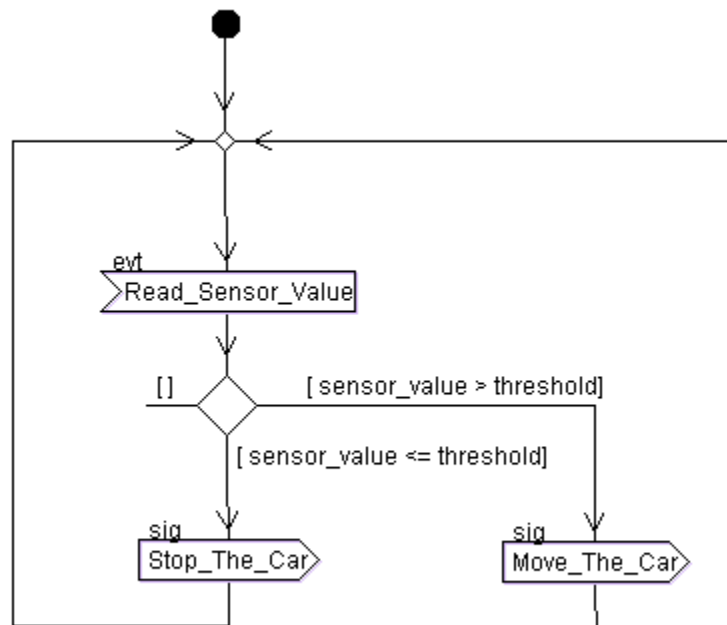 evt
Read_Sensor_Value
[ ]
[ sensor_value > threshold]
[ sensor_value <= threshold]
sig
Stop_The_Car
sig
Move_The_Car